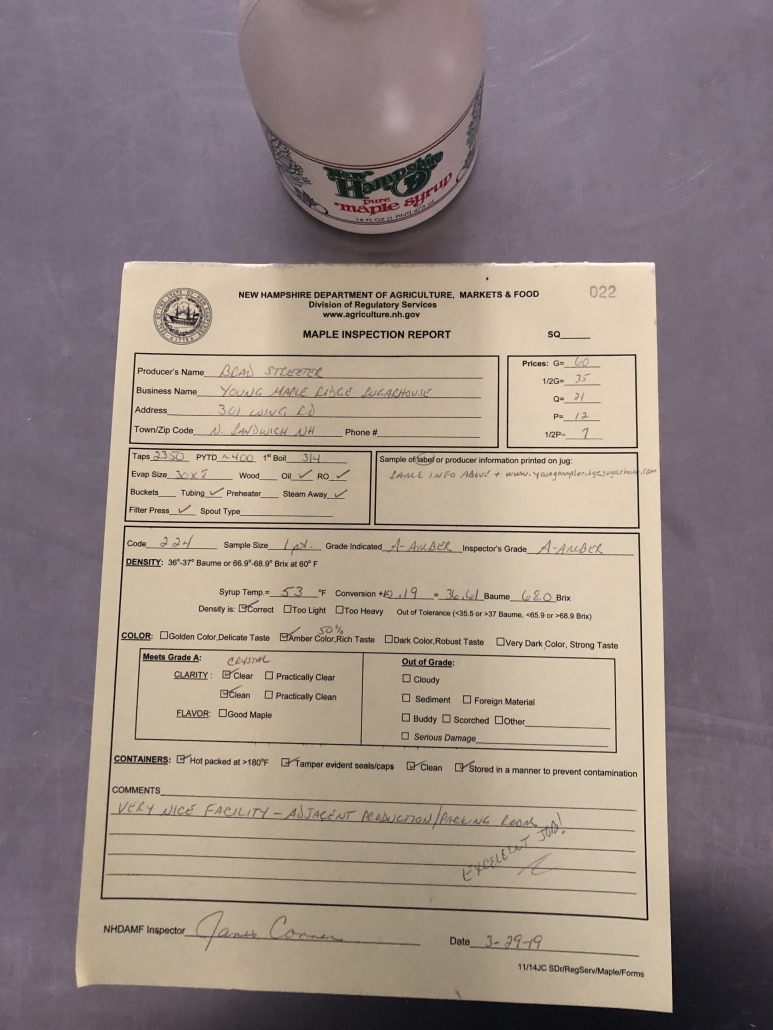 New
Hampshire
pure
maple syrup
16 FL OZ (1 PINT) 473 mL
022
NEW HAMPSHIRE DEPARTMENT OF AGRICULTURE, MARKETS & FOOD
Division of Regulatory Services
www.agriculture.nh.gov
MAPLE INSPECTION REPORT
SQ
Producer's Name BRAD STREETER
Business Name YOUNG MAPLE RIDGE SUGARHOUSE
Address 301 WING RD
Town/Zip Code N. SANDWICH NH Phone #
Prices: G= 60
1/2G= 35
Q= 21
P= 12
1/2P= 7
Taps 2350 PYTD ~400 1st Boil 3/4
Evap Size 30x8 Wood Oil ✓ RO ✓
Buckets Tubing ✓ Preheater Steam Away ✓
Filter Press ✓ Spout Type
Sample of label or producer information printed on jug:
SAME INFO ABOVE + www.youngmapleridgesugarhouse.com
Code 224 Sample Size 1 pt. Grade Indicated A-AMBER Inspector's Grade A-AMBER
DENSITY: 36°-37° Baume or 66.9°-68.9° Brix at 60° F
Syrup Temp.= 53 °F Conversion +/- 0.19 = 36.61 Baume 68.0 Brix
Density is: ☑Correct ☐Too Light ☐Too Heavy Out of Tolerance (<35.5 or >37 Baume, <65.9 or >68.9 Brix)
50%
COLOR: ☐Golden Color,Delicate Taste ☑Amber Color,Rich Taste ☐Dark Color,Robust Taste ☐Very Dark Color, Strong Taste
Meets Grade A:
CRYSTAL
CLARITY: ☑Clear ☐ Practically Clear
☑Clean ☐ Practically Clean
FLAVOR: ☐Good Maple
Out of Grade:
☐ Cloudy
☐ Sediment ☐ Foreign Material
☐ Buddy ☐ Scorched ☐Other
☐ Serious Damage
CONTAINERS: ☑Hot packed at >180°F ☑Tamper evident seals/caps ☑Clean ☑Stored in a manner to prevent contamination
COMMENTS
VERY NICE FACILITY - ADJACENT PRODUCTION/PACKING ROOM
EXCELLENT JOB!
NHDAMF Inspector James Conner
Date 3-29-19
11/14JC SDr/RegServ/Maple/Forms